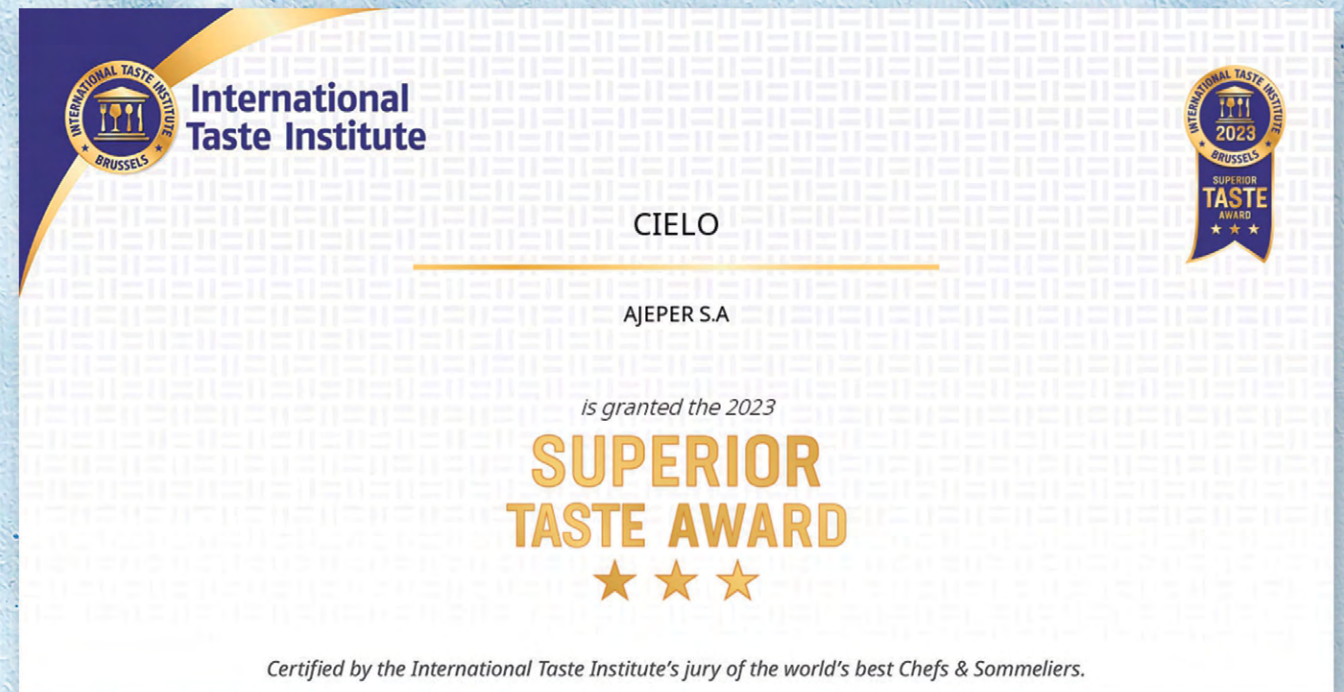 INTERNATIONAL TASTE INSTITUTE
BRUSSELS
International
Taste Institute
INTERNATIONAL TASTE INSTITUTE
2023
BRUSSELS
SUPERIOR
TASTE
AWARD
CIELO
AJEPER S.A
is granted the 2023
SUPERIOR
TASTE AWARD
Certified by the International Taste Institute’s jury of the world’s best Chefs & Sommeliers.